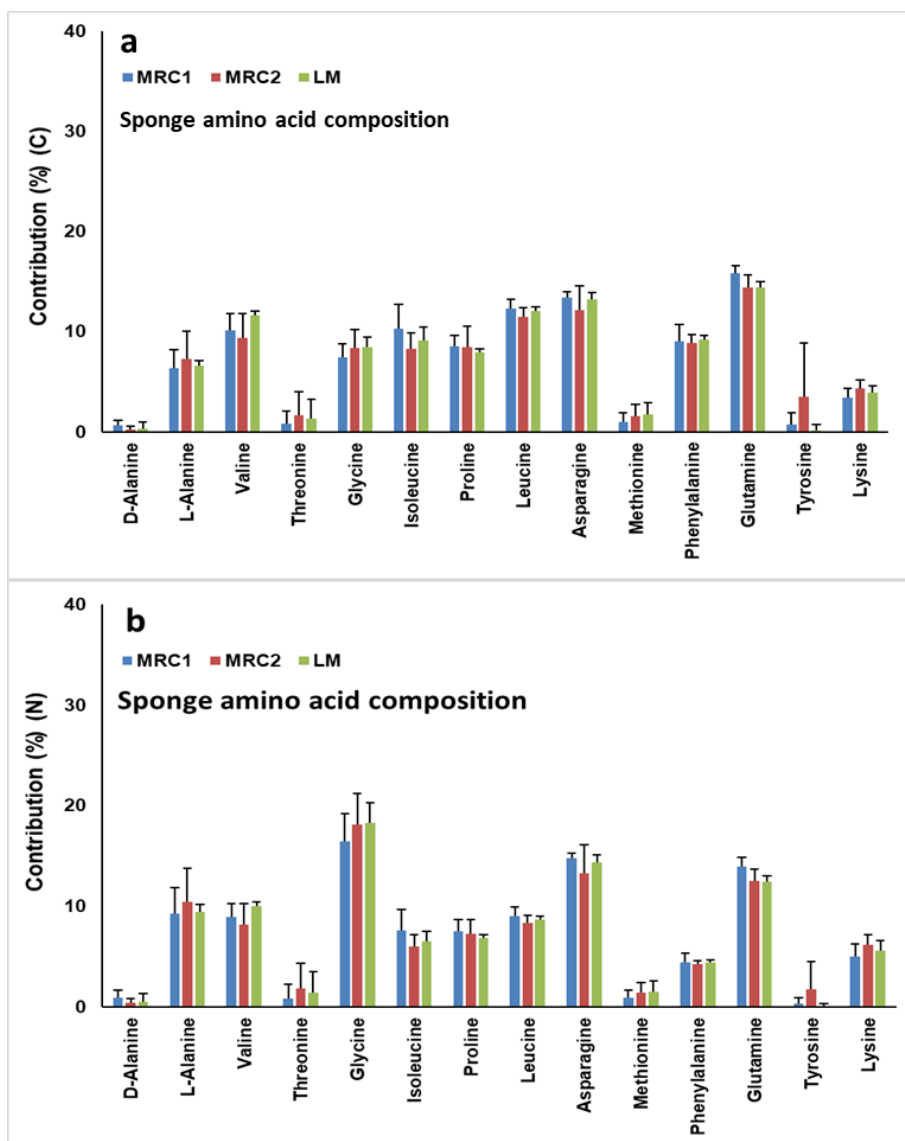 a
MRC1 MRC2 LM
Sponge amino acid composition
Contribution (%) (C)
40
30
20
10
0
D-Alanine
L-Alanine
Valine
Threonine
Glycine
Isoleucine
Proline
Leucine
Asparagine
Methionine
Phenylalanine
Glutamine
Tyrosine
Lysine
b
MRC1 MRC2 LM
Sponge amino acid composition
Contribution (%) (N)
40
30
20
10
0
D-Alanine
L-Alanine
Valine
Threonine
Glycine
Isoleucine
Proline
Leucine
Asparagine
Methionine
Phenylalanine
Glutamine
Tyrosine
Lysine